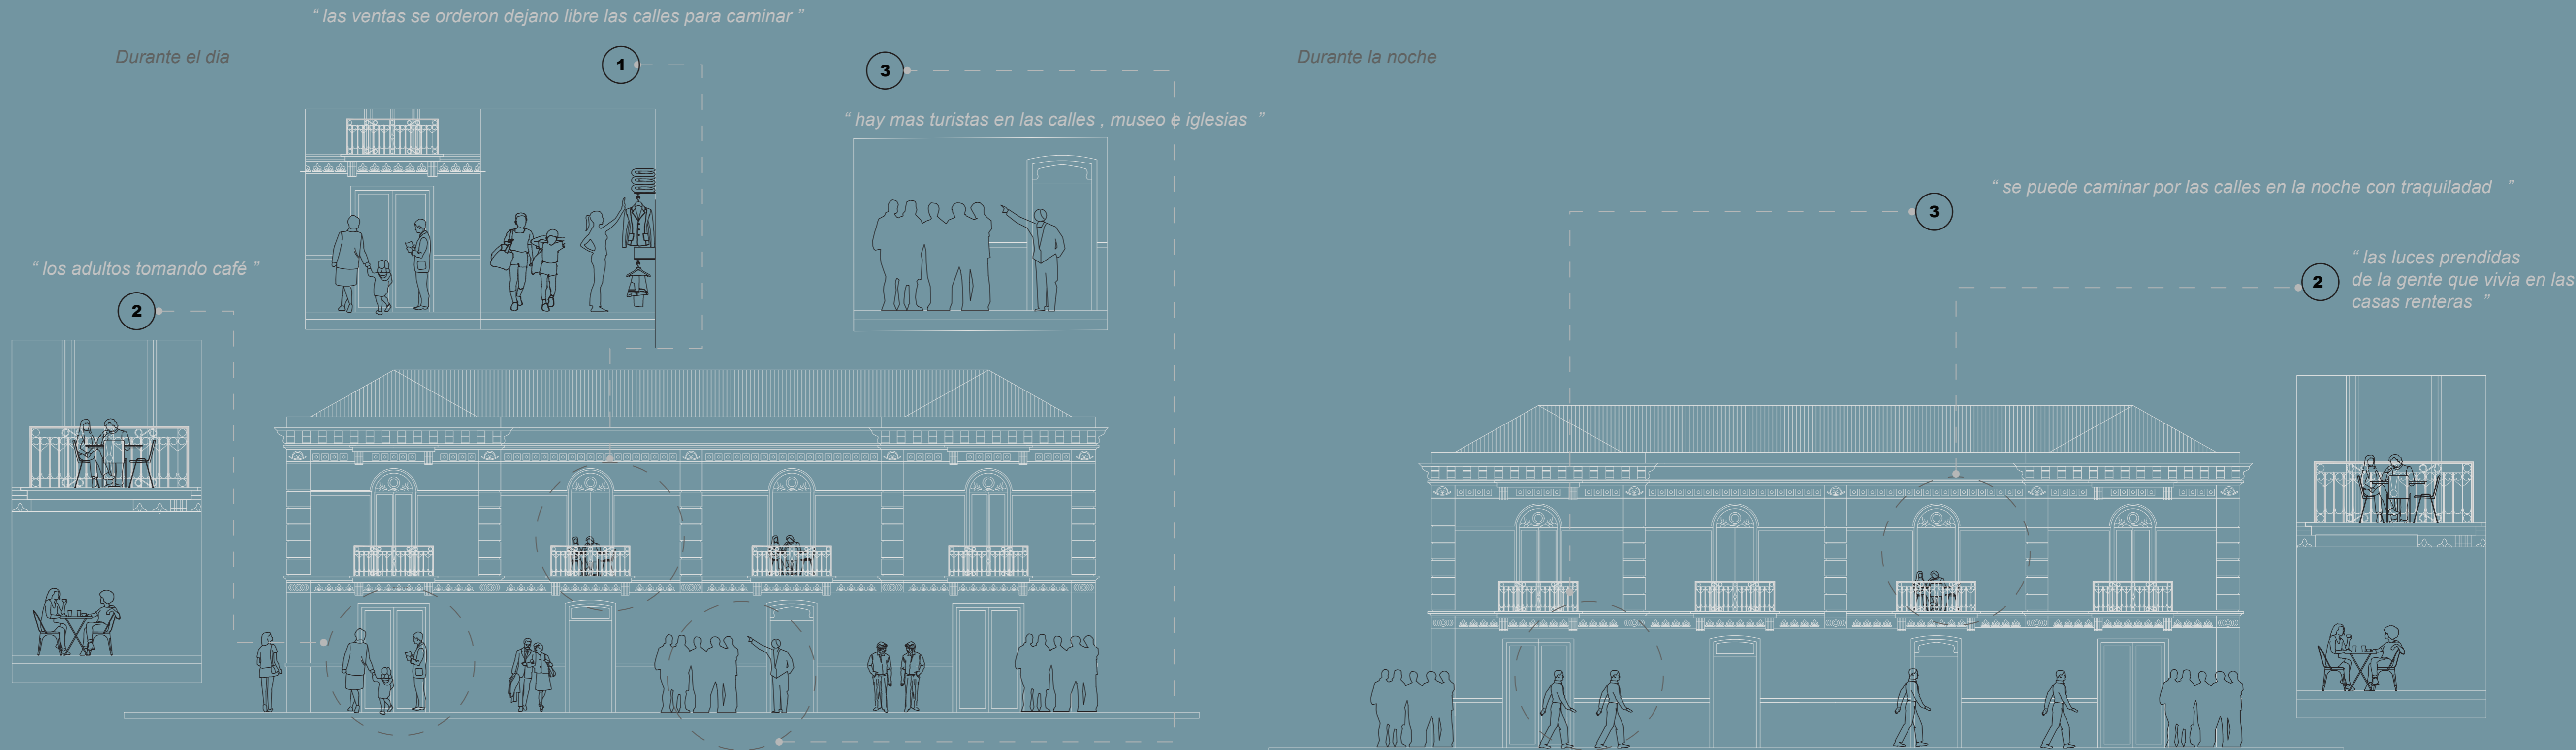 “ las ventas se orderon dejano libre las calles para caminar ”
Durante el dia
1
3
“ hay mas turistas en las calles , museo e iglesias ”
“ los adultos tomando café ”
2
Durante la noche
“ se puede caminar por las calles en la noche con traquiladad ”
3
“ las luces prendidas
de la gente que vivia en las
casas renteras ”
2